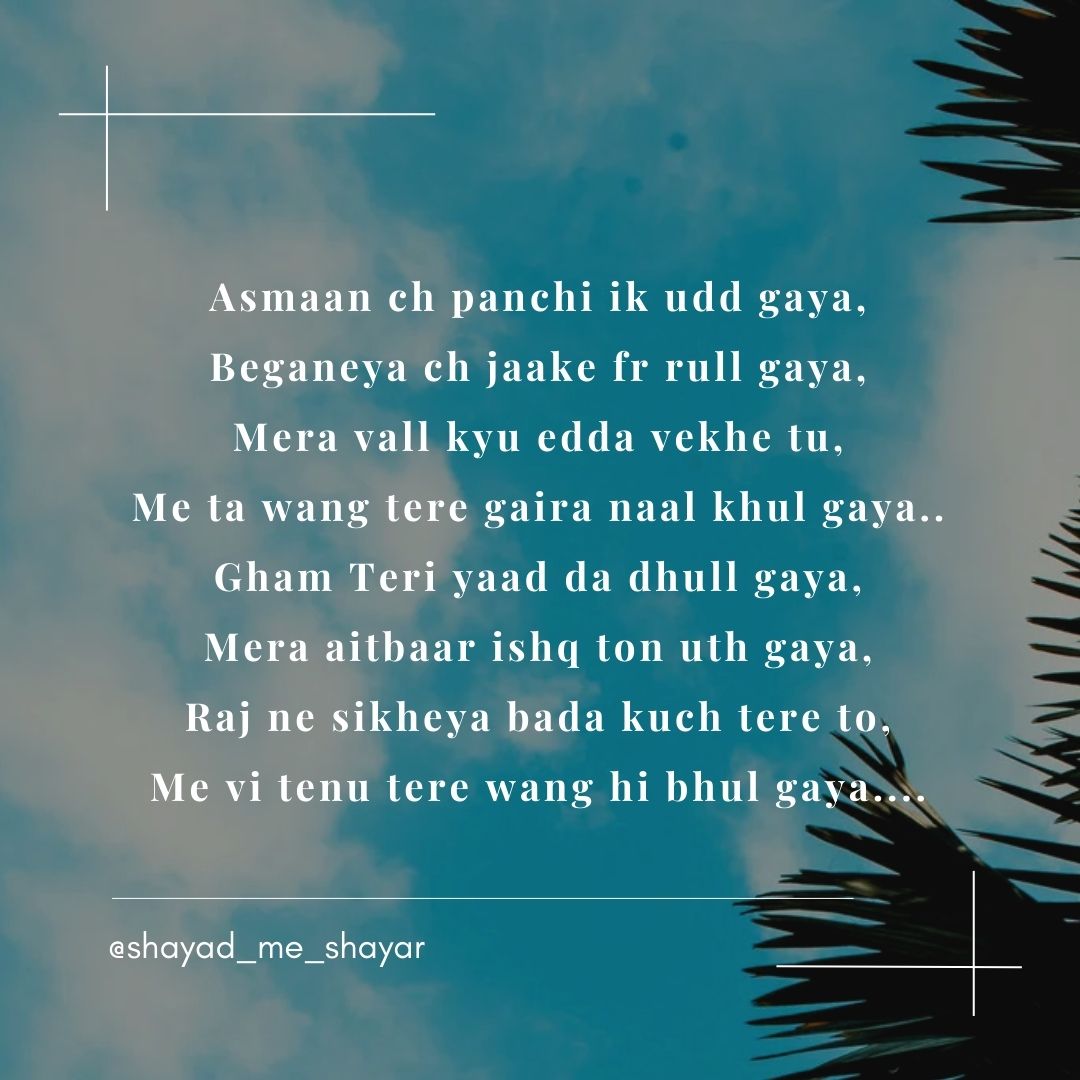 Asmaan ch panchi ik udd gaya,
Beganeya ch jaake fr rull gaya,
Mera vall kyu edda vekhe tu,
Me ta wang tere gaira naal khul gaya..
Gham Teri yaad da dhull gaya,
Mera aitbaar ishq ton uth gaya,
Raj ne sikheya bada kuch tere to,
Me vi tenu tere wang hi bhul gaya....
@shayad_me_shayar